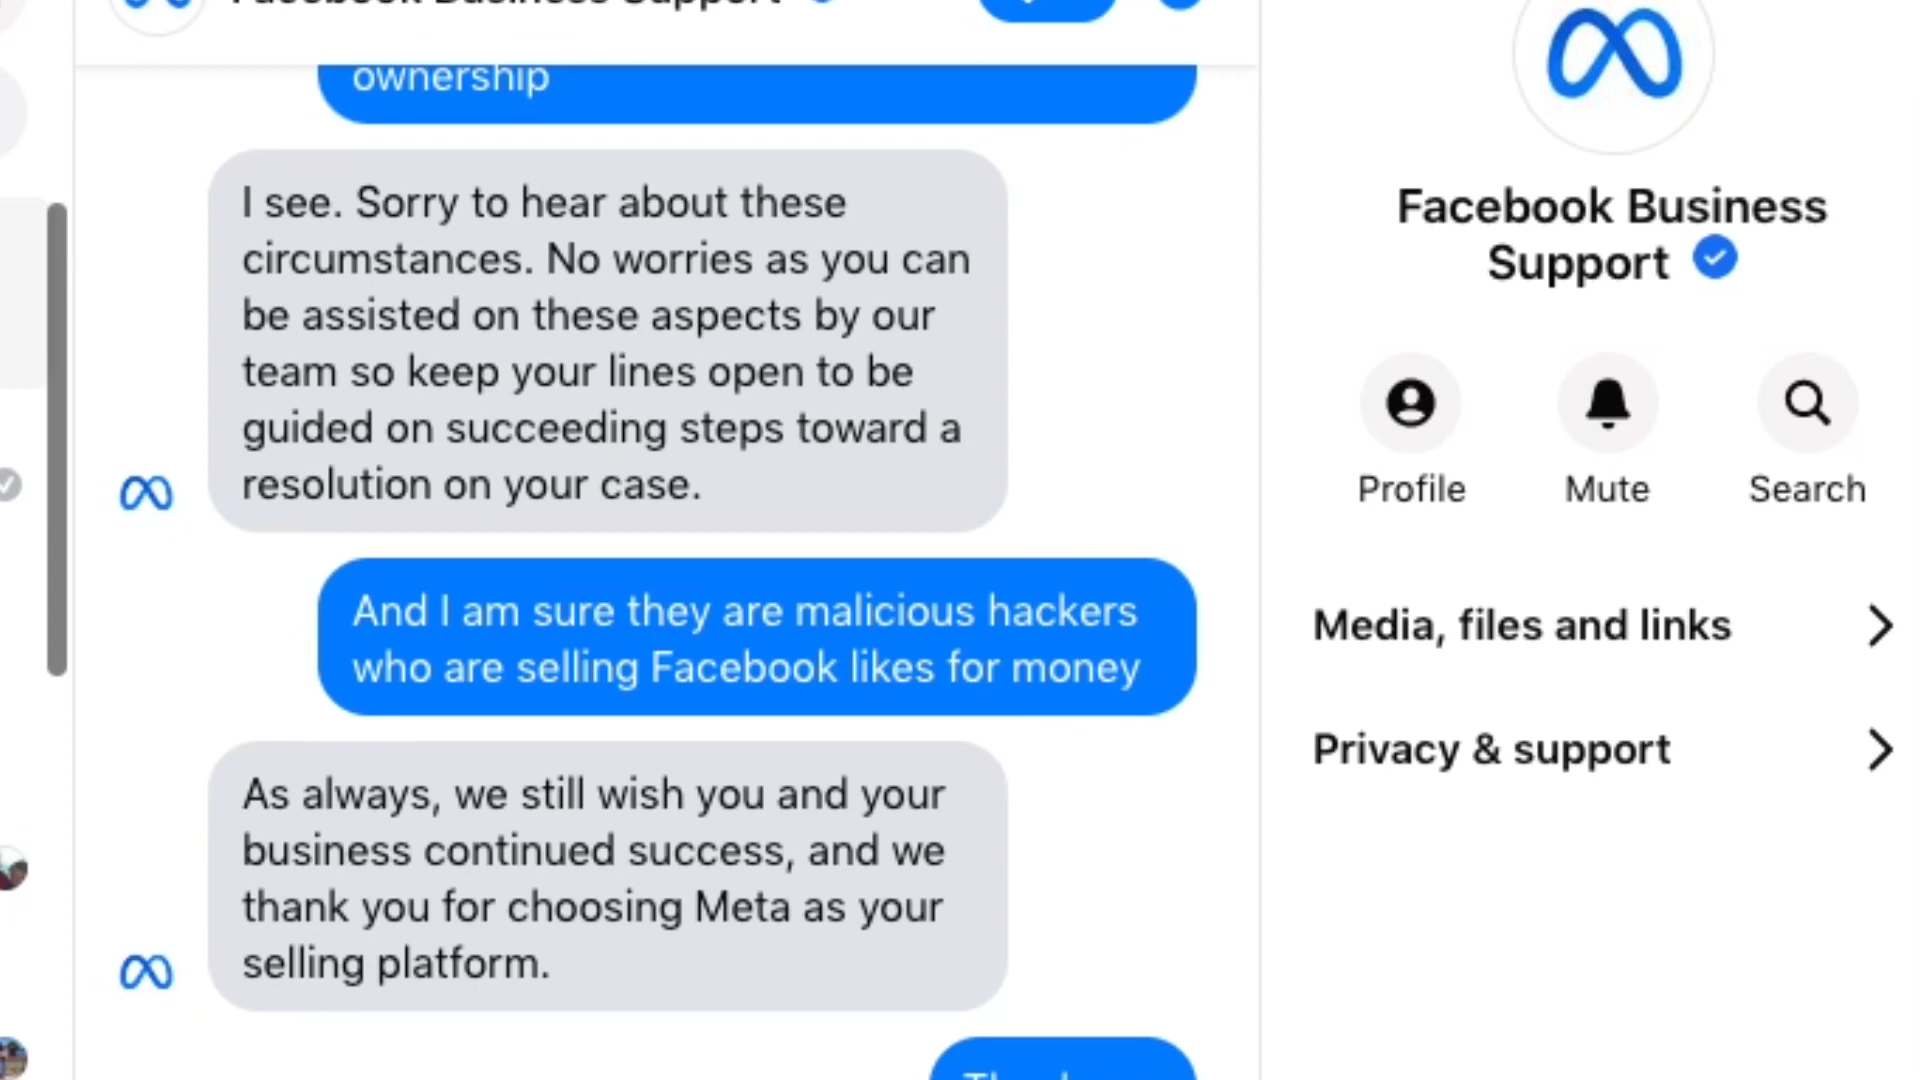 Facebook Business Support
ownership
I see. Sorry to hear about these
circumstances. No worries as you can
be assisted on these aspects by our
team so keep your lines open to be
guided on succeeding steps toward a
resolution on your case.
And I am sure they are malicious hackers
who are selling Facebook likes for money
As always, we still wish you and your
business continued success, and we
thank you for choosing Meta as your
selling platform.
Facebook Business
Support
Profile
Mute
Search
Media, files and links
Privacy & support